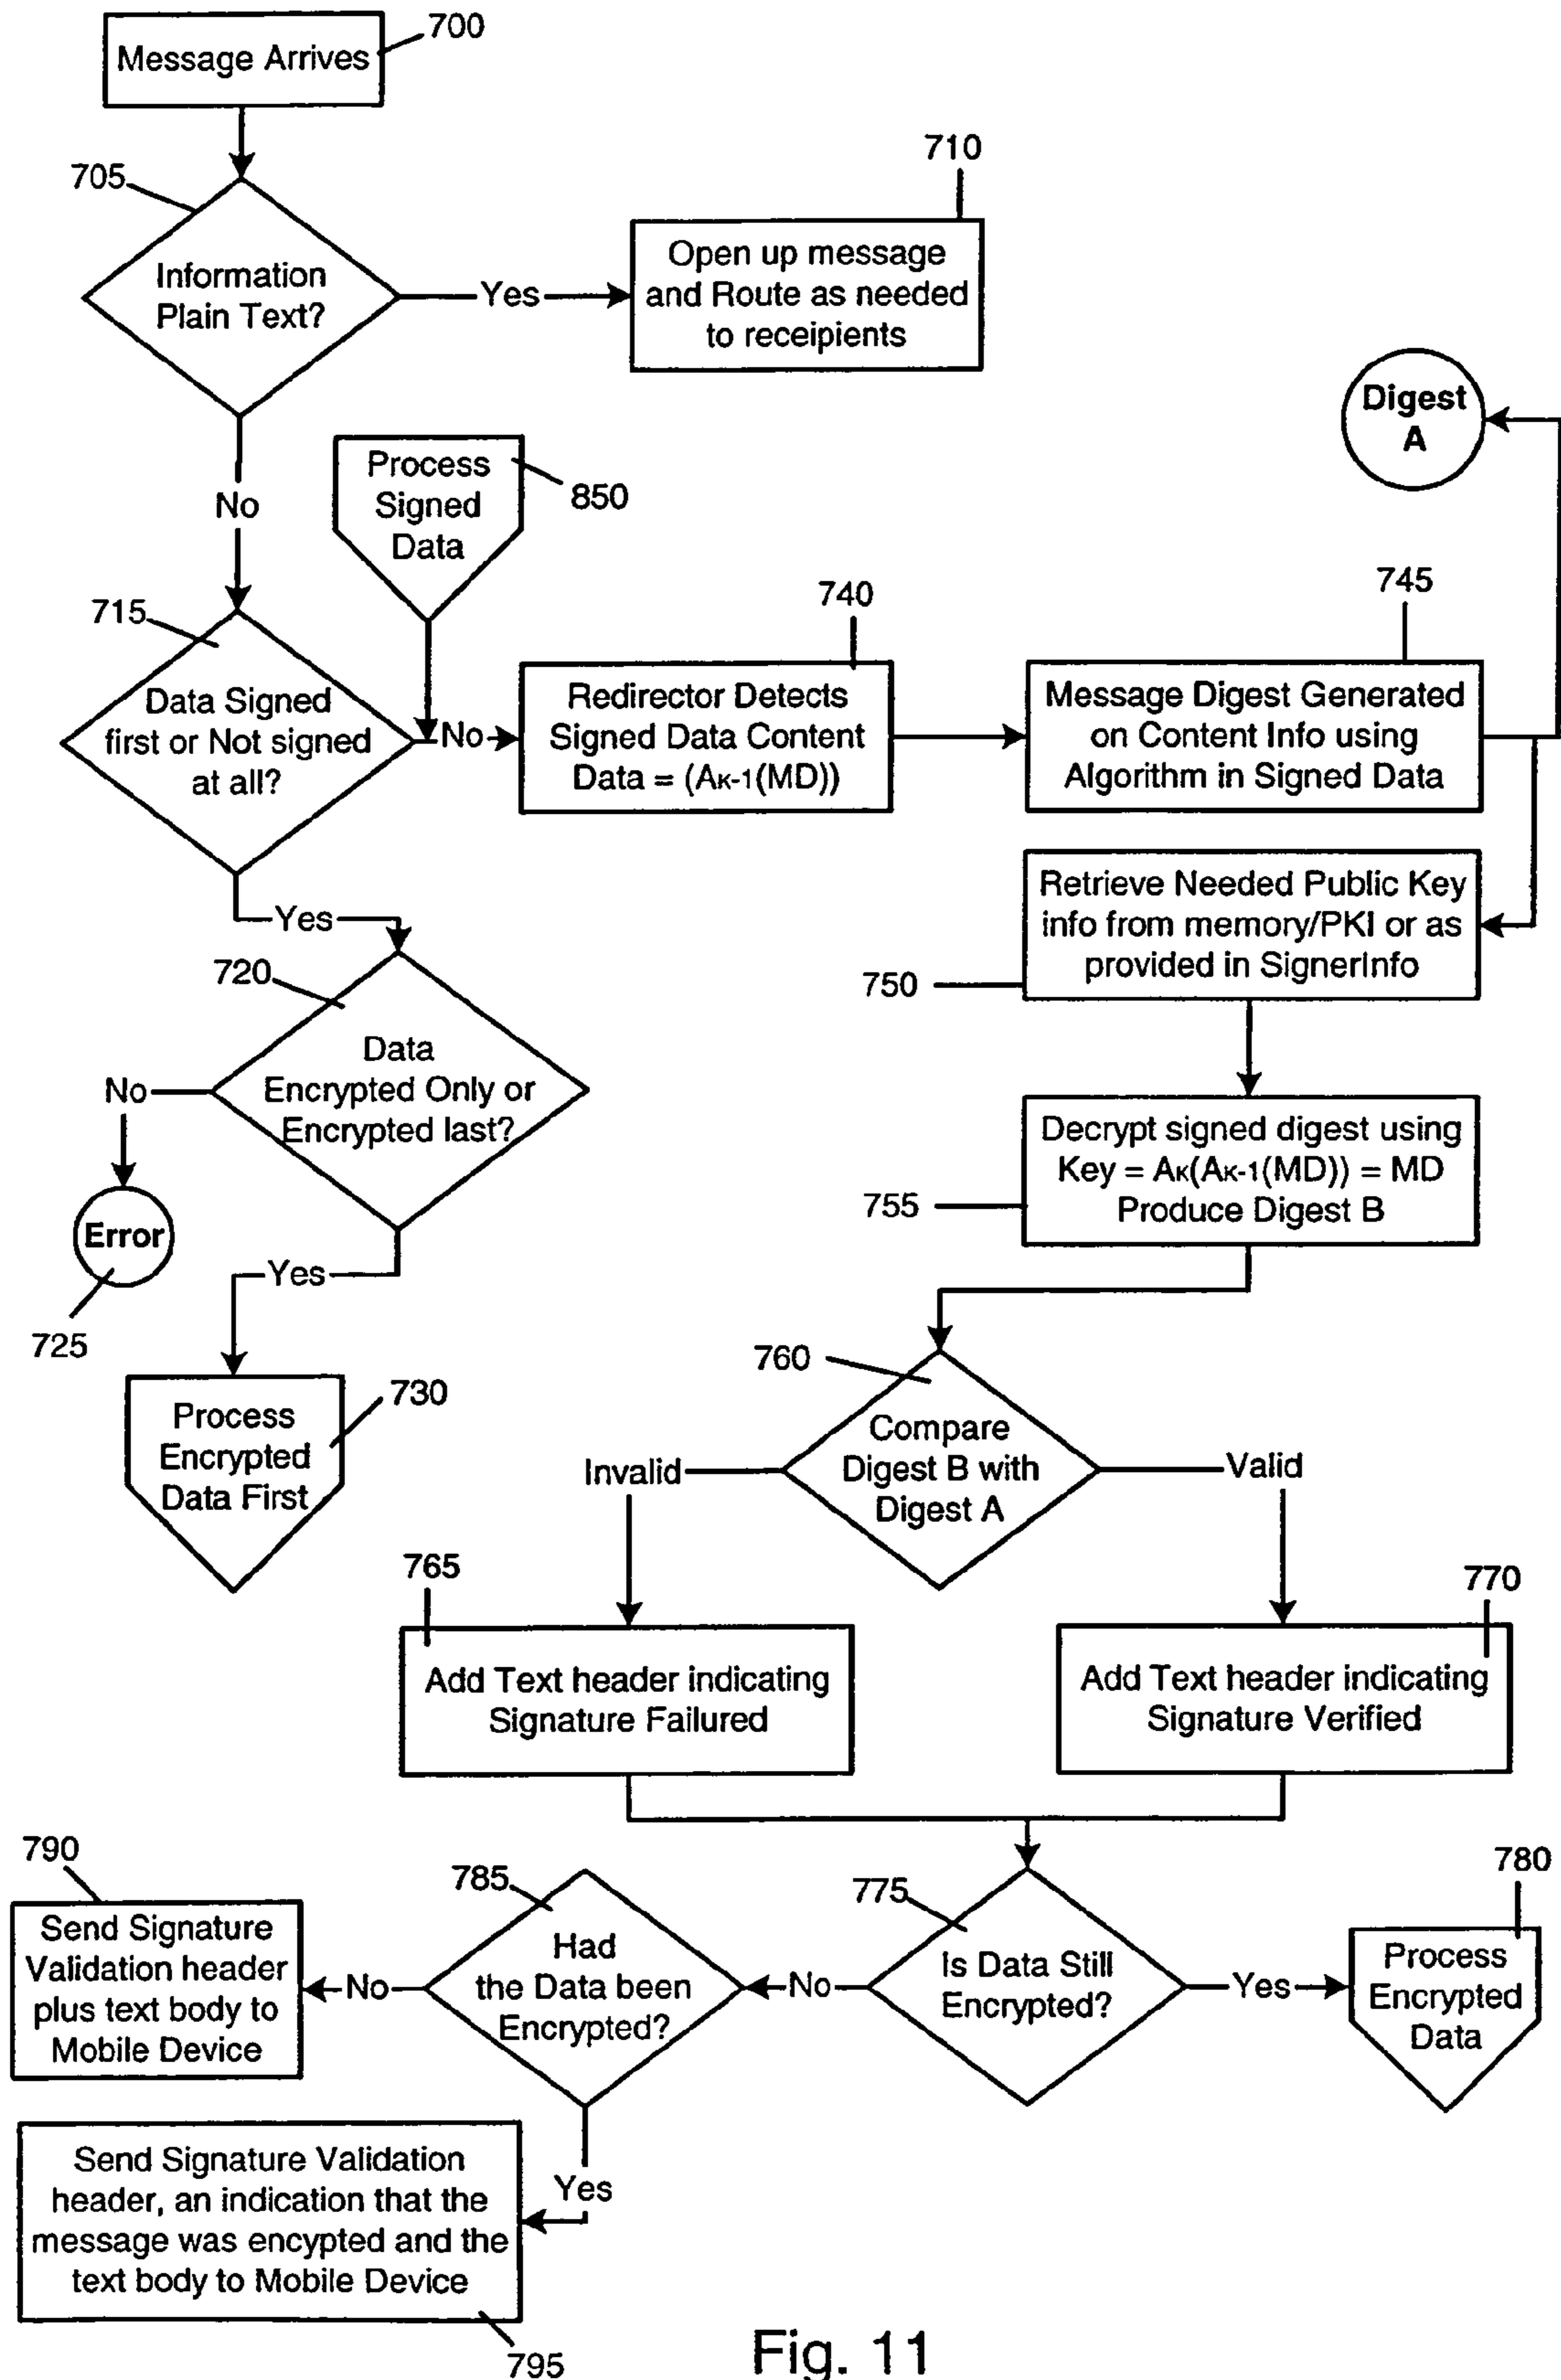 Message Arrives
700
705
Information
Plain Text?
Yes
710
Open up message
and Route as needed
to receipients
Digest
A
No
Process
Signed
Data
850
715
Data Signed
first or Not signed
at all?
No
740
Redirector Detects
Signed Data Content
Data = (AK-1(MD))
745
Message Digest Generated
on Content Info using
Algorithm in Signed Data
Retrieve Needed Public Key
info from memory/PKI or as
provided in SignerInfo
750
Yes
720
Data
Encrypted Only or
Encrypted last?
No
Error
725
Yes
Process
Encrypted
Data First
730
Decrypt signed digest using
Key = AK(AK-1(MD)) = MD
Produce Digest B
755
760
Compare
Digest B with
Digest A
Invalid
Valid
765
Add Text header indicating
Signature Failured
770
Add Text header indicating
Signature Verified
790
Send Signature
Validation header
plus text body to
Mobile Device
No
785
Had
the Data been
Encrypted?
No
775
Is Data Still
Encrypted?
Yes
780
Process
Encrypted
Data
Yes
Send Signature Validation
header, an indication that the
message was encypted and the
text body to Mobile Device
795
Fig. 11